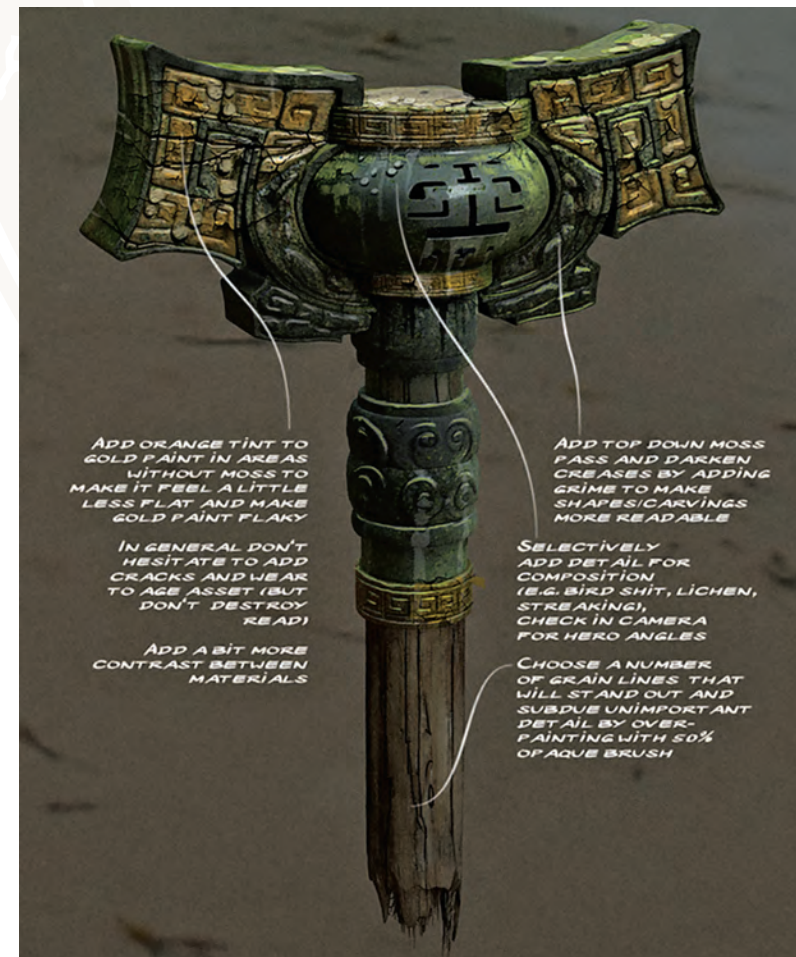 ADD ORANGE TINT TO
GOLD PAINT IN AREAS
WITHOUT MOSS TO
MAKE IT FEEL A LITTLE
LESS FLAT AND MAKE
GOLD PAINT FLAKY
IN GENERAL DON'T
HESITATE TO ADD
CRACKS AND WEAR
TO AGE ASSET (BUT
DON'T DESTROY
READ)
ADD A BIT MORE
CONTRAST BETWEEN
MATERIALS
ADD TOP DOWN MOSS
PASS AND DARKEN
CREASES BY ADDING
GRIME TO MAKE
SHAPES/CARVINGS
MORE READABLE
SELECTIVELY
ADD DETAIL FOR
COMPOSITION
(E.G. BIRD SHIT, LICHEN,
STREAKING),
CHECK IN CAMERA
FOR HERO ANGLES
CHOOSE A NUMBER
OF GRAIN LINES THAT
WILL STAND OUT AND
SUBDUE UNIMPORTANT
DETAIL BY OVER-
PAINTING WITH 50%
OPAQUE BRUSH